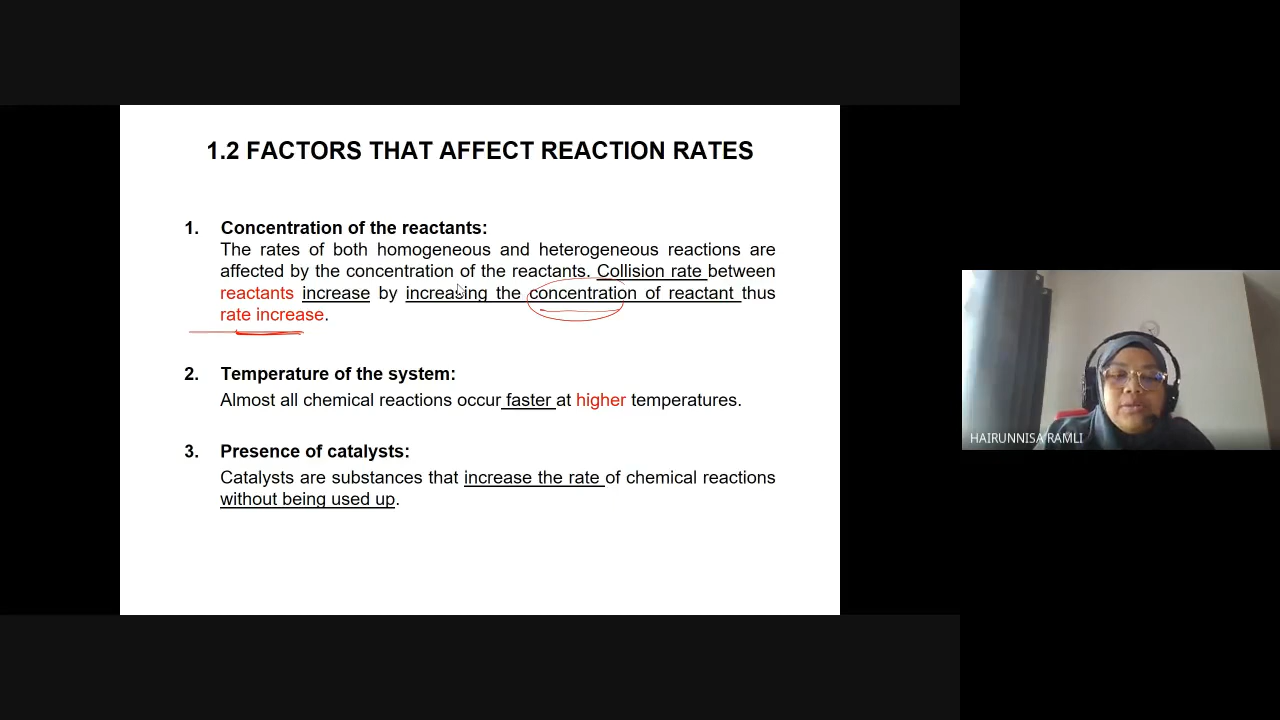 1.2 FACTORS THAT AFFECT REACTION RATES
1. Concentration of the reactants:
The rates of both homogeneous and heterogeneous reactions are
affected by the concentration of the reactants. Collision rate between
reactants increase by increasing the concentration of reactant thus
rate increase.
2. Temperature of the system:
Almost all chemical reactions occur faster at higher temperatures.
3. Presence of catalysts:
Catalysts are substances that increase the rate of chemical reactions
without being used up.
HAIRUNNISA RAMLI